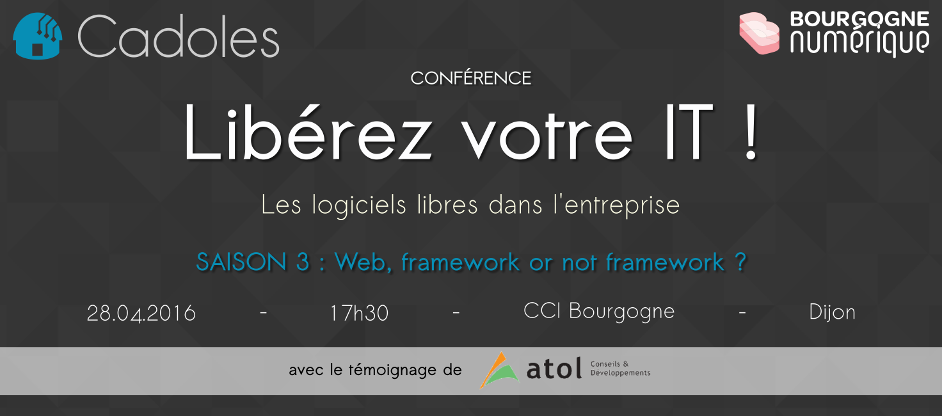 Cadoles
BOURGOGNE
numérique
CONFÉRENCE
Libérez votre IT !
Les logiciels libres dans l'entreprise
SAISON 3 : Web, framework or not framework ?
28.04.2016 - 17h30 - CCI Bourgogne - Dijon
avec le témoignage de atol Conseils &
Développements